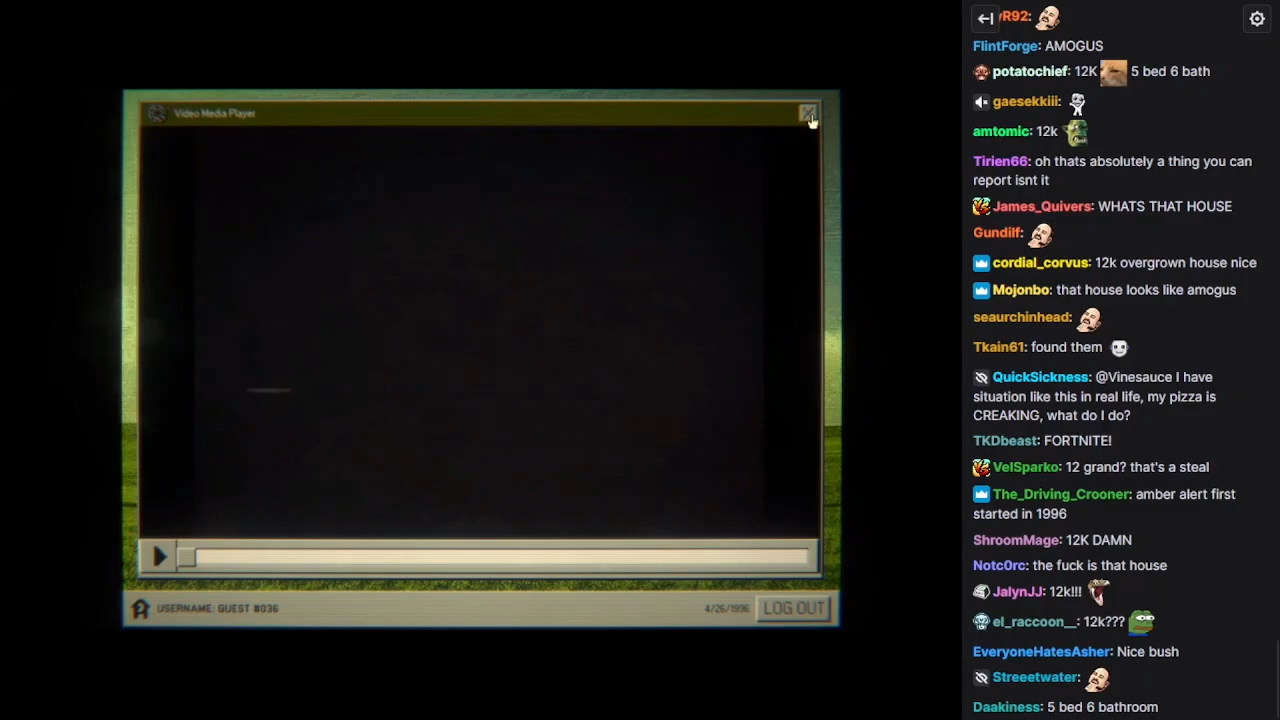 Video Media Player
USERNAME: GUEST #036
4/26/1996
LOG OUT
R92:
FlintForge: AMOGUS
potatochief: 12K 5 bed 6 bath
gaesekkiii:
amtomic: 12k
Tirien66: oh thats absolutely a thing you can
report isnt it
James_Quivers: WHATS THAT HOUSE
Gundilf:
cordial_corvus: 12k overgrown house nice
Mojonbo: that house looks like amogus
seaurchinhead:
Tkain61: found them
QuickSickness: @Vinesauce I have
situation like this in real life, my pizza is
CREAKING, what do I do?
TKDbeast: FORTNITE!
VelSparko: 12 grand? that's a steal
The_Driving_Crooner: amber alert first
started in 1996
ShroomMage: 12K DAMN
Notc0rc: the fuck is that house
JalynJJ: 12k!!!
el_raccoon__: 12k???
EveryoneHatesAsher: Nice bush
Streeetwater:
Daakiness: 5 bed 6 bathroom